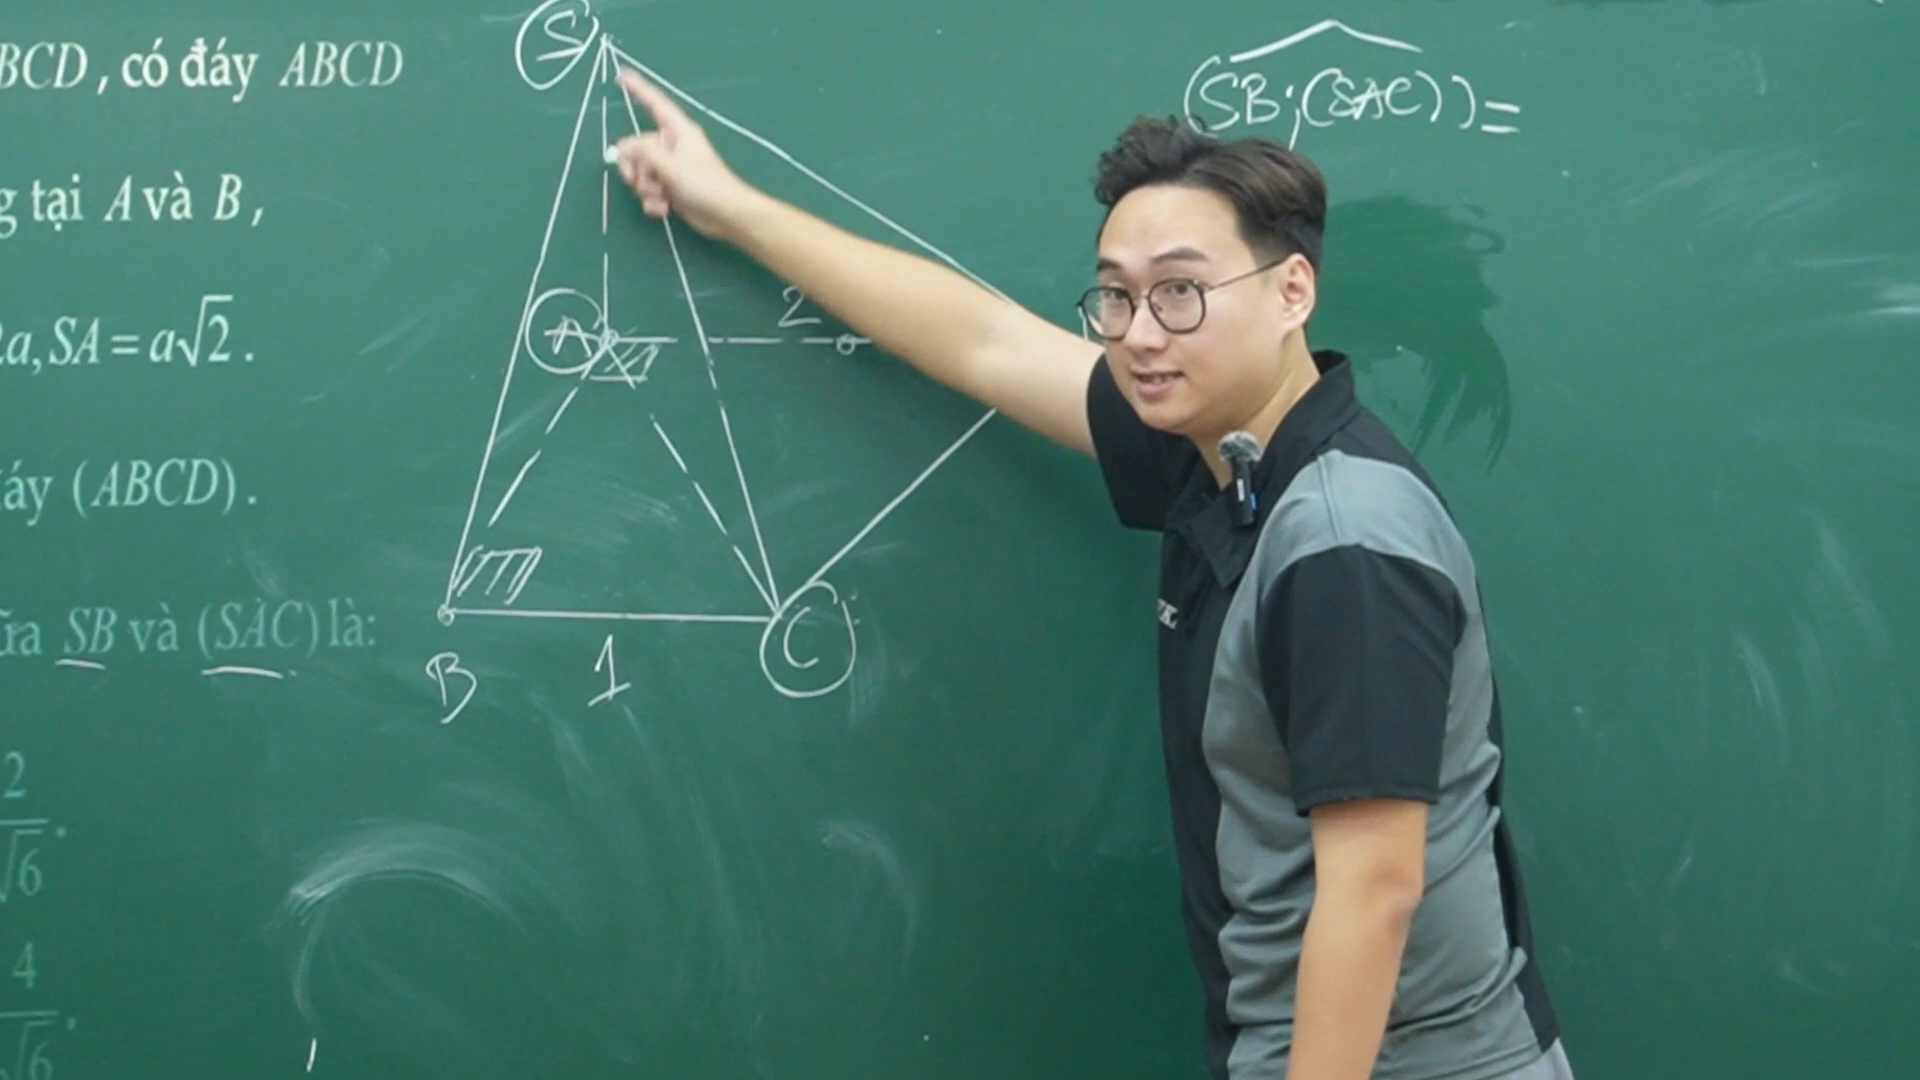 BCD, có đáy ABCD
g tại A và B,
2a, SA = a√2.
đáy (ABCD).
ữa SB và (SAC) là:
2
√6.
4
√6.
S
A
2
B
1
C
(SB;(SAC))=